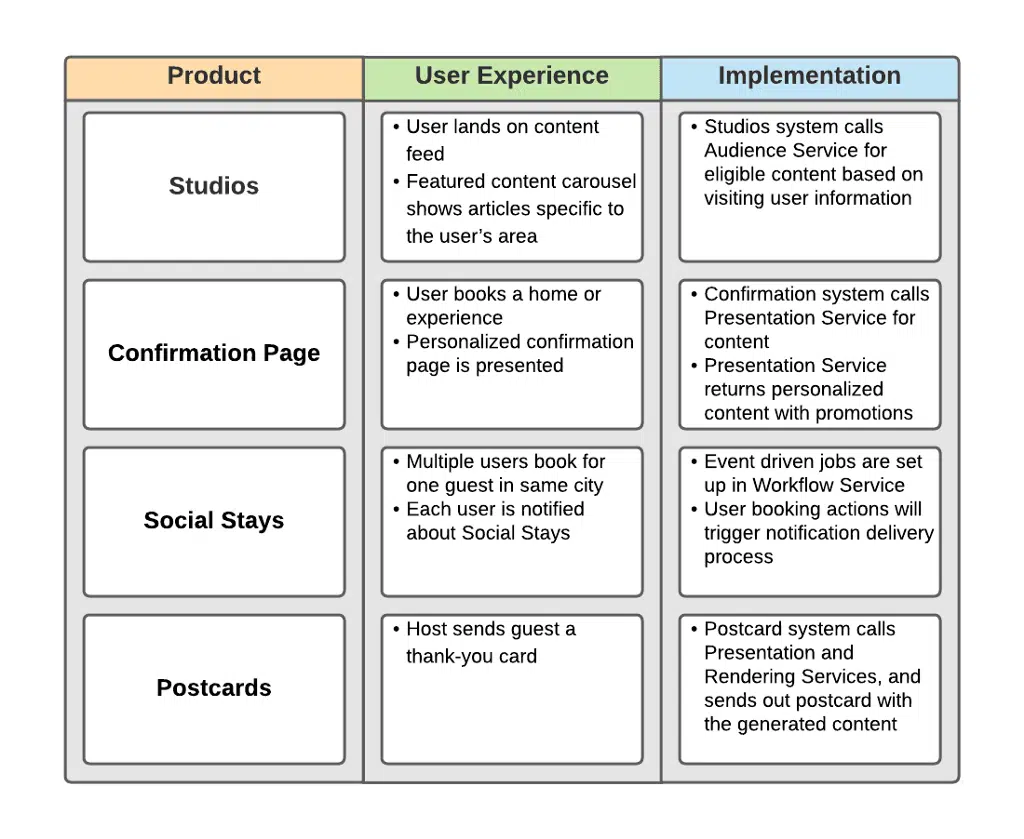 Product
User Experience
Implementation
Studios
• User lands on content
feed
• Featured content carousel
shows articles specific to
the user’s area
• Studios system calls
Audience Service for
eligible content based on
visiting user information
Confirmation Page
• User books a home or
experience
• Personalized confirmation
page is presented
• Confirmation system calls
Presentation Service for
content
• Presentation Service
returns personalized
content with promotions
Social Stays
• Multiple users book for
one guest in same city
• Each user is notified
about Social Stays
• Event driven jobs are set
up in Workflow Service
• User booking actions will
trigger notification delivery
process
Postcards
• Host sends guest a
thank-you card
• Postcard system calls
Presentation and
Rendering Services, and
sends out postcard with
the generated content